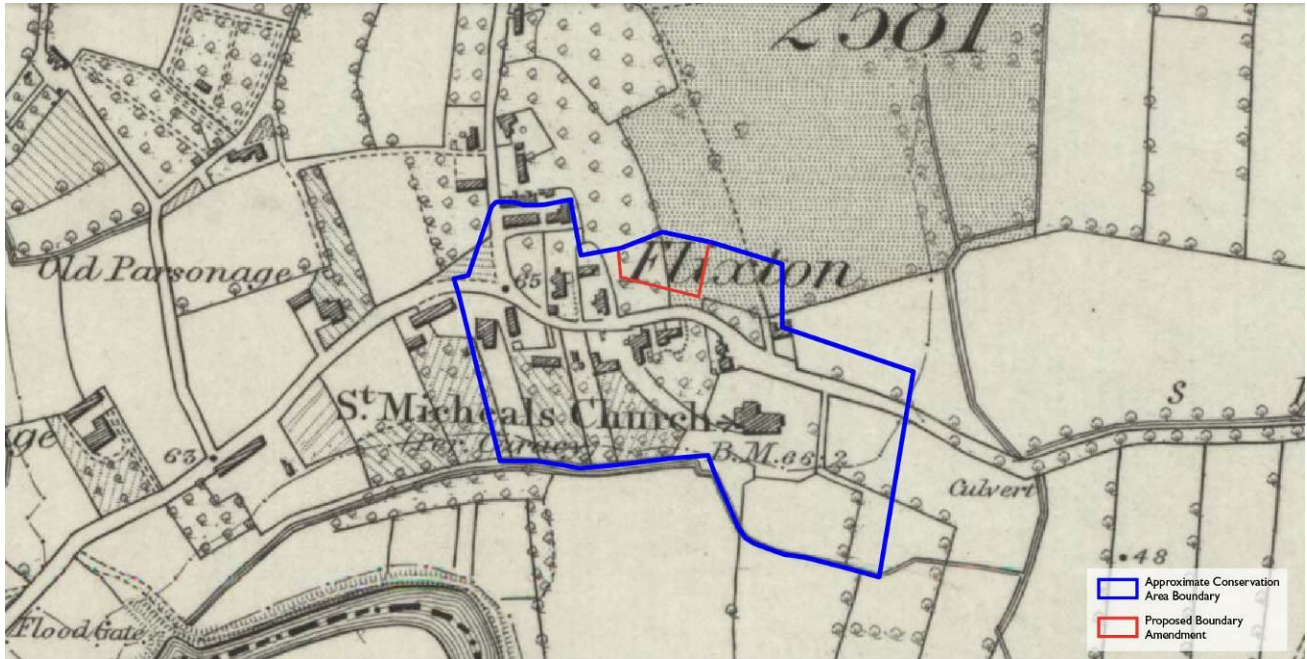 2581
Old Parsonage
Flixton
65
St. Micheals Church
(Per. Curacy)
B.M. 66.2
63
S
Culvert
48
Flood Gate
Approximate Conservation
Area Boundary
Proposed Boundary
Amendment